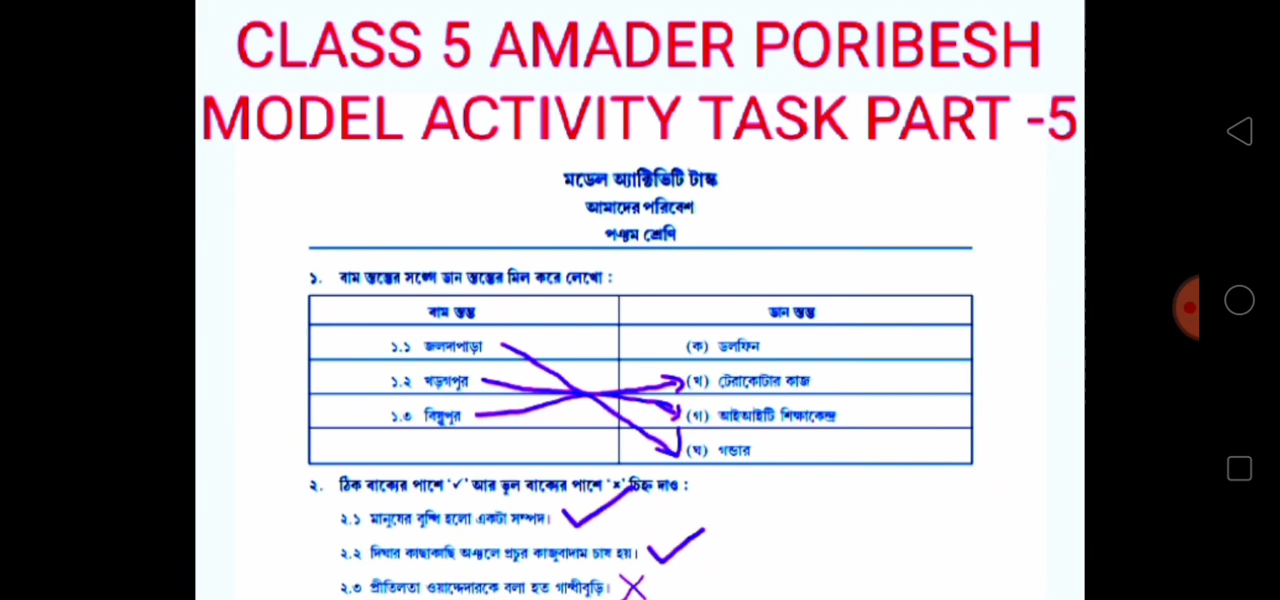 CLASS 5 AMADER PORIBESH
MODEL ACTIVITY TASK PART -5
মডেল অ্যাক্টিভিটি টাস্ক
আমাদের পরিবেশ
পঞ্চম শ্রেণি
১. বাম স্তম্ভের সঙ্গে ডান স্তম্ভের মিল করে লেখো :
বাম স্তম্ভ ডান স্তম্ভ
১.১ জলদাপাড়া (ক) ডলফিন
১.২ খড়গপুর (খ) টেরাকোটার কাজ
১.৩ বিষ্ণুপুর (গ) আইআইটি শিক্ষাকেন্দ্র
(ঘ) গন্ডার
২. ঠিক বাক্যের পাশে '✓' আর ভুল বাক্যের পাশে '×' চিহ্ন দাও :
২.১ মানুষের বুদ্ধি হলো একটা সম্পদ। ✓
২.২ দিঘার কাছাকাছি অঞ্চলে প্রচুর কাজুবাদাম চাষ হয়। ✓
২.৩ প্রীতিলতা ওয়াদ্দেদারকে বলা হত গান্ধীবুড়ি। ×